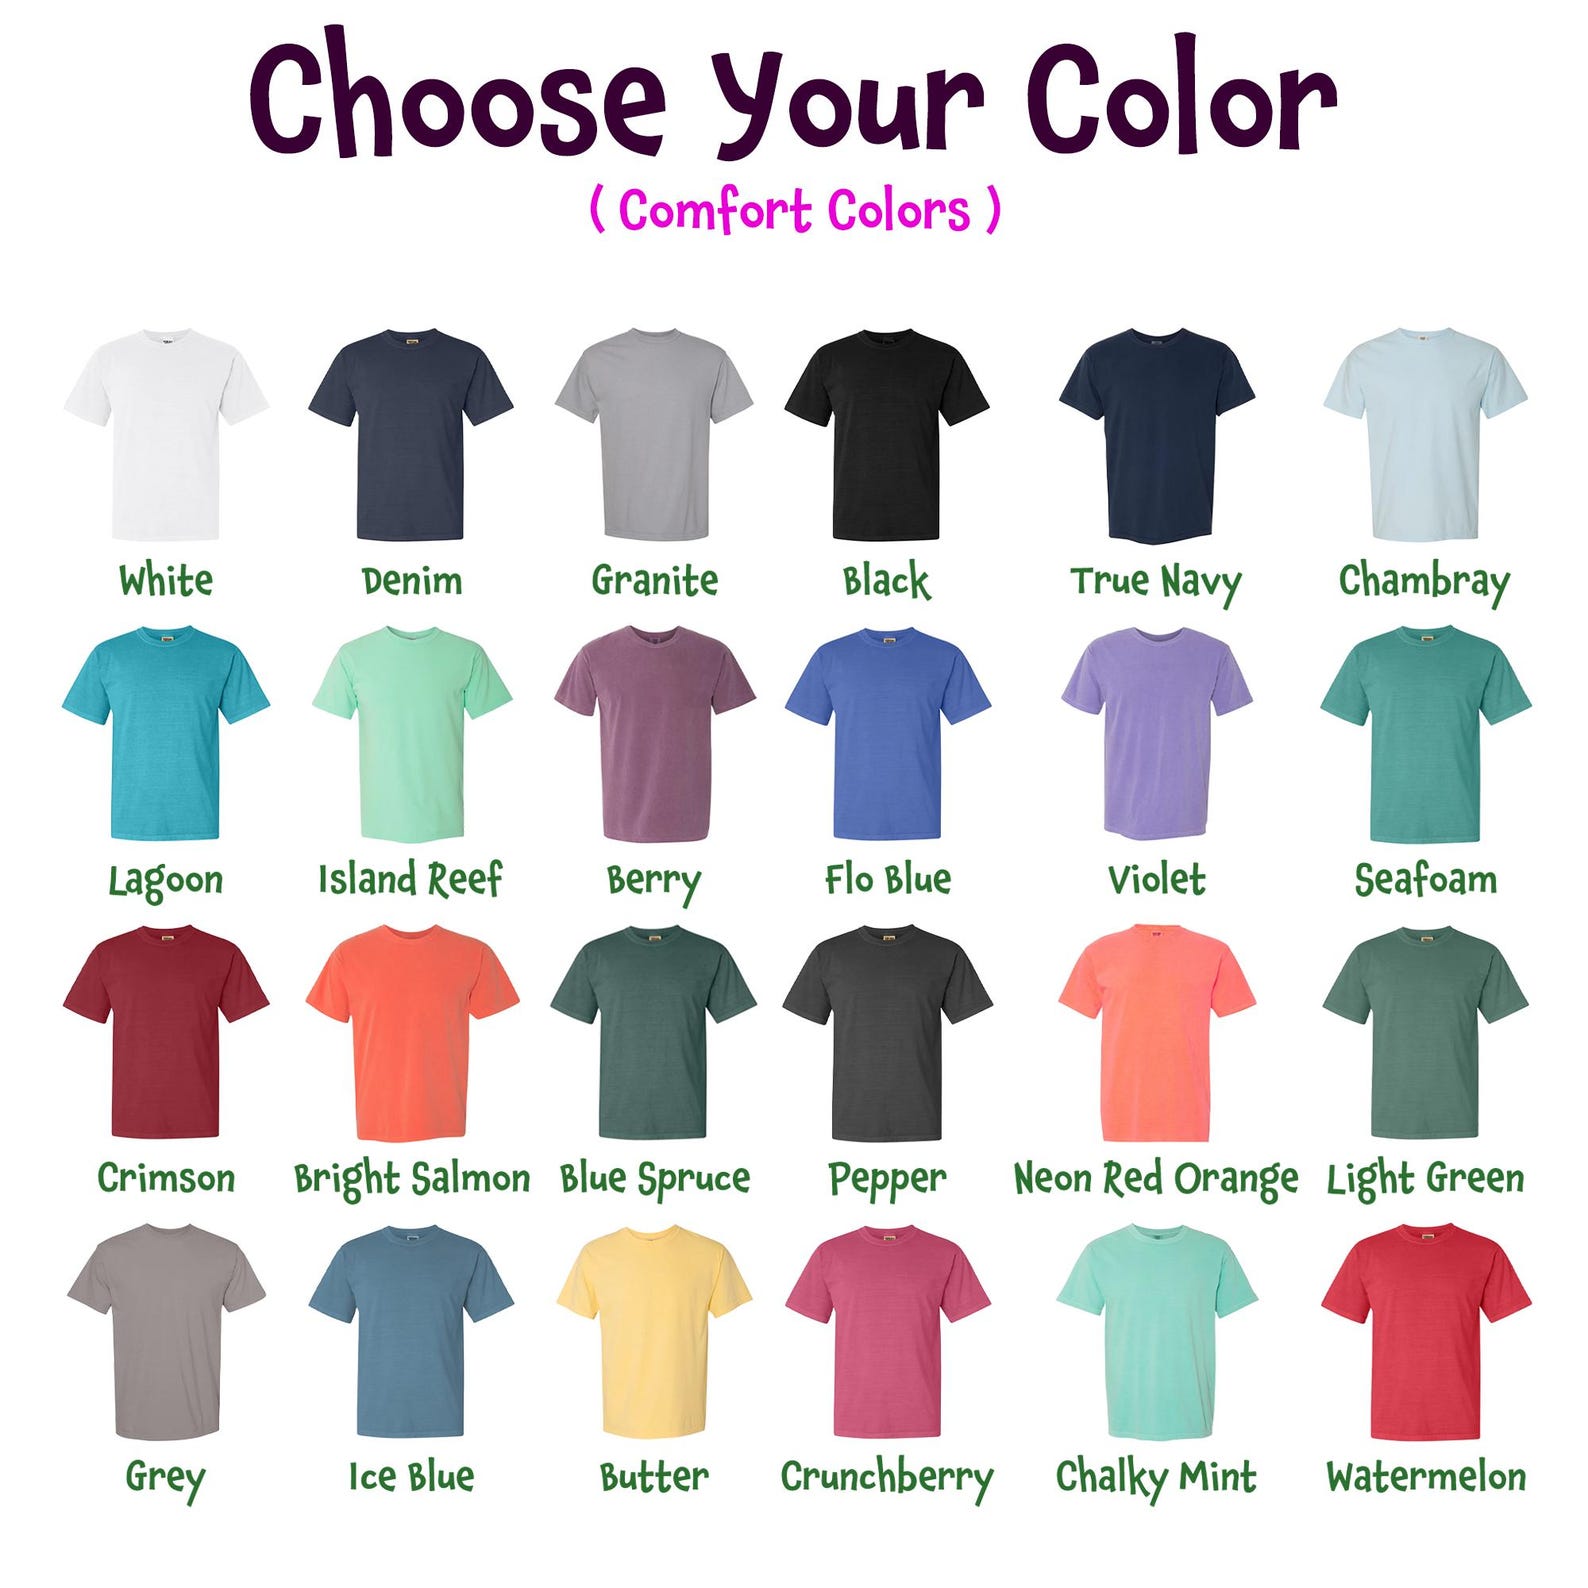 Choose Your Color
( Comfort Colors )
White Denim Granite Black True Navy Chambray
Lagoon Island Reef Berry Flo Blue Violet Seafoam
Crimson Bright Salmon Blue Spruce Pepper Neon Red Orange Light Green
Grey Ice Blue Butter Crunchberry Chalky Mint Watermelon